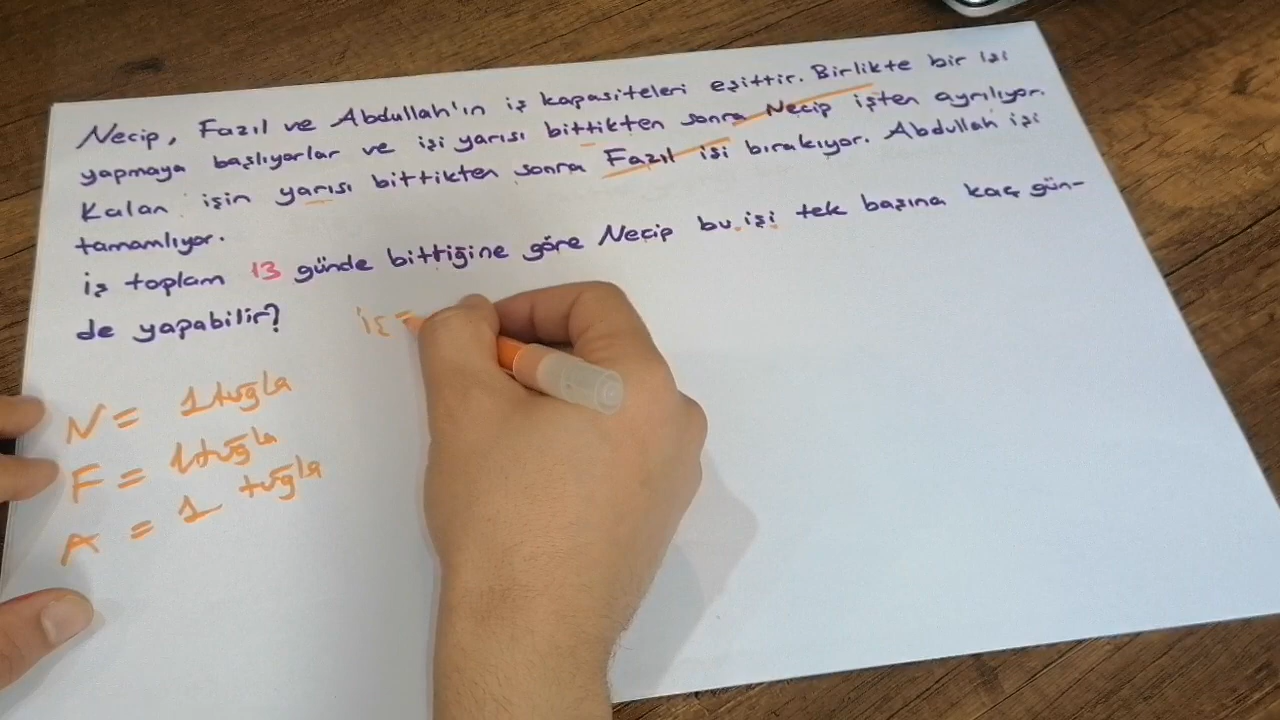 Necip, Fazıl ve Abdullah'ın iş kapasiteleri eşittir. Birlikte bir işi
yapmaya başlıyorlar ve işi yarısı bittikten sonra Necip işten ayrılıyor.
Kalan işin yarısı bittikten sonra Fazıl işi bırakıyor. Abdullah işi
tamamlıyor.
iş toplam 13 günde bittiğine göre Necip bu işi tek başına kaç gün-
de yapabilir?
iş =
N = 1 tuğla
F = 1 tuğla
A = 1 tuğla